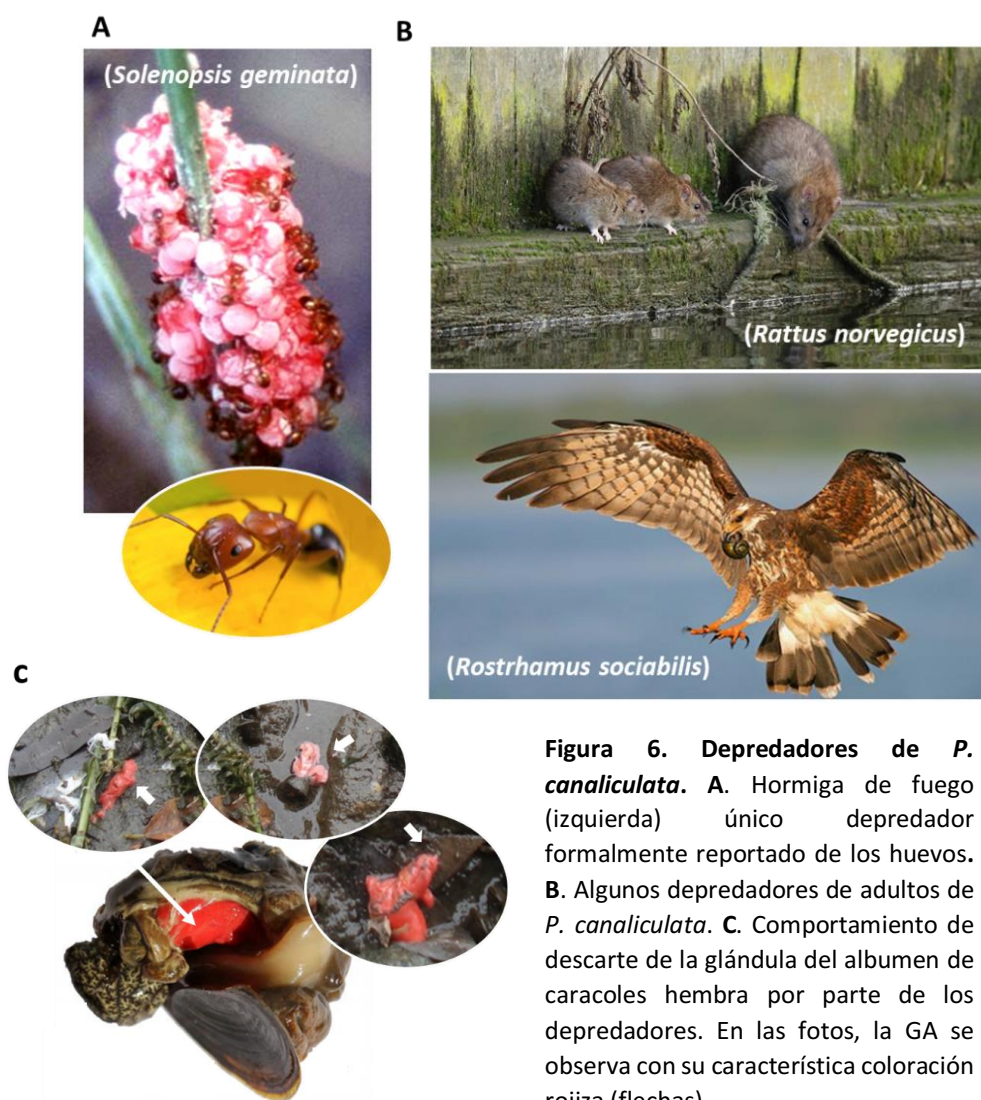 A
B
(Solenopsis geminata)
(Rattus norvegicus)
(Rostrhamus sociabilis)
C
Figura 6. Depredadores de P.
canaliculata. A. Hormiga de fuego
(izquierda) único depredador
formalmente reportado de los huevos.
B. Algunos depredadores de adultos de
P. canaliculata. C. Comportamiento de
descarte de la glándula del albumen de
caracoles hembra por parte de los
depredadores. En las fotos, la GA se
observa con su característica coloración
rojiza (flechas)